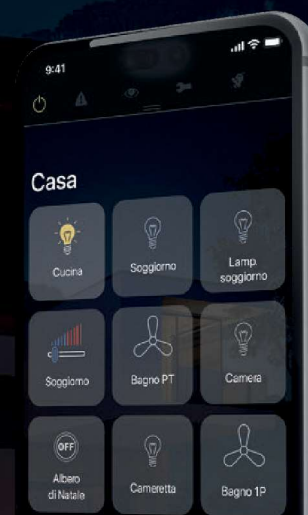 9:41
Casa
Cucina
Soggiorno
Lamp.
soggiorno
Soggiorno
Bagno PT
Camera
OFF
Albero
di Natale
Cameretta
Bagno 1P